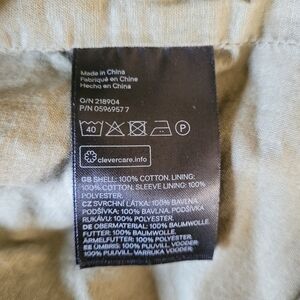 Made in China
Fabriqué en Chine
Hecho en China
O/N 218904
P/N 0596957 7
40 P
clevercare.info
GB SHELL: 100% COTTON. LINING:
100% COTTON. SLEEVE LINING: 100%
POLYESTER.
CZ SVRCHNÍ LÁTKA: 100% BAVLNA.
PODŠÍVKA: 100% BAVLNA. PODŠÍVKA
RUKÁVU: 100% POLYESTER.
DE OBERMATERIAL: 100% BAUMWOLLE.
FUTTER: 100% BAUMWOLLE.
ÄRMELFUTTER: 100% POLYESTER.
EE ÜMBRIS: 100% PUUVILL, VOODER:
100% PUUVILL, VARRUKA VOODER: